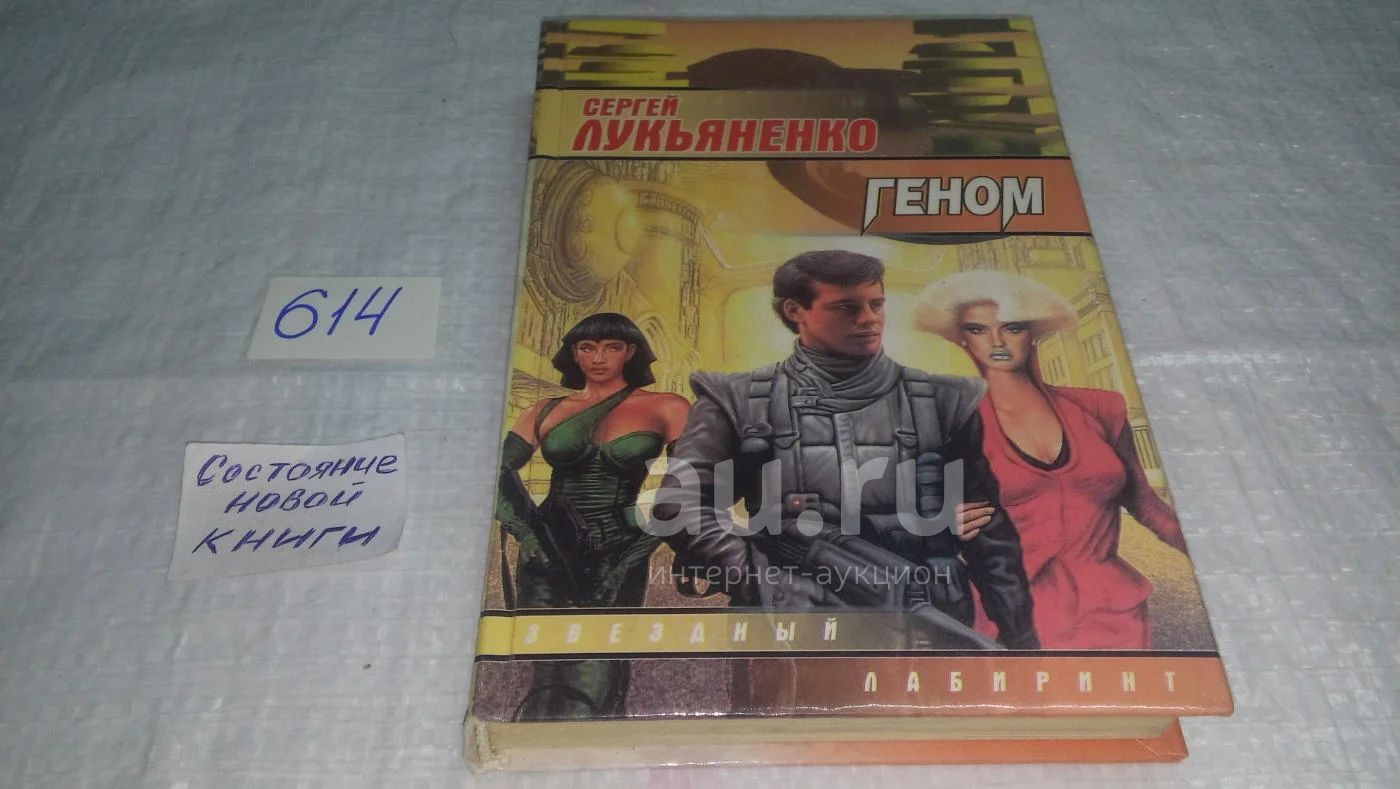 СЕРГЕЙ
ЛУКЬЯНЕНКО
ГЕНОМ
614
Состояние
новой
книги
au.ru
интернет-аукцион
ЗВЕЗДНЫЙ
ЛАБИРИНТ